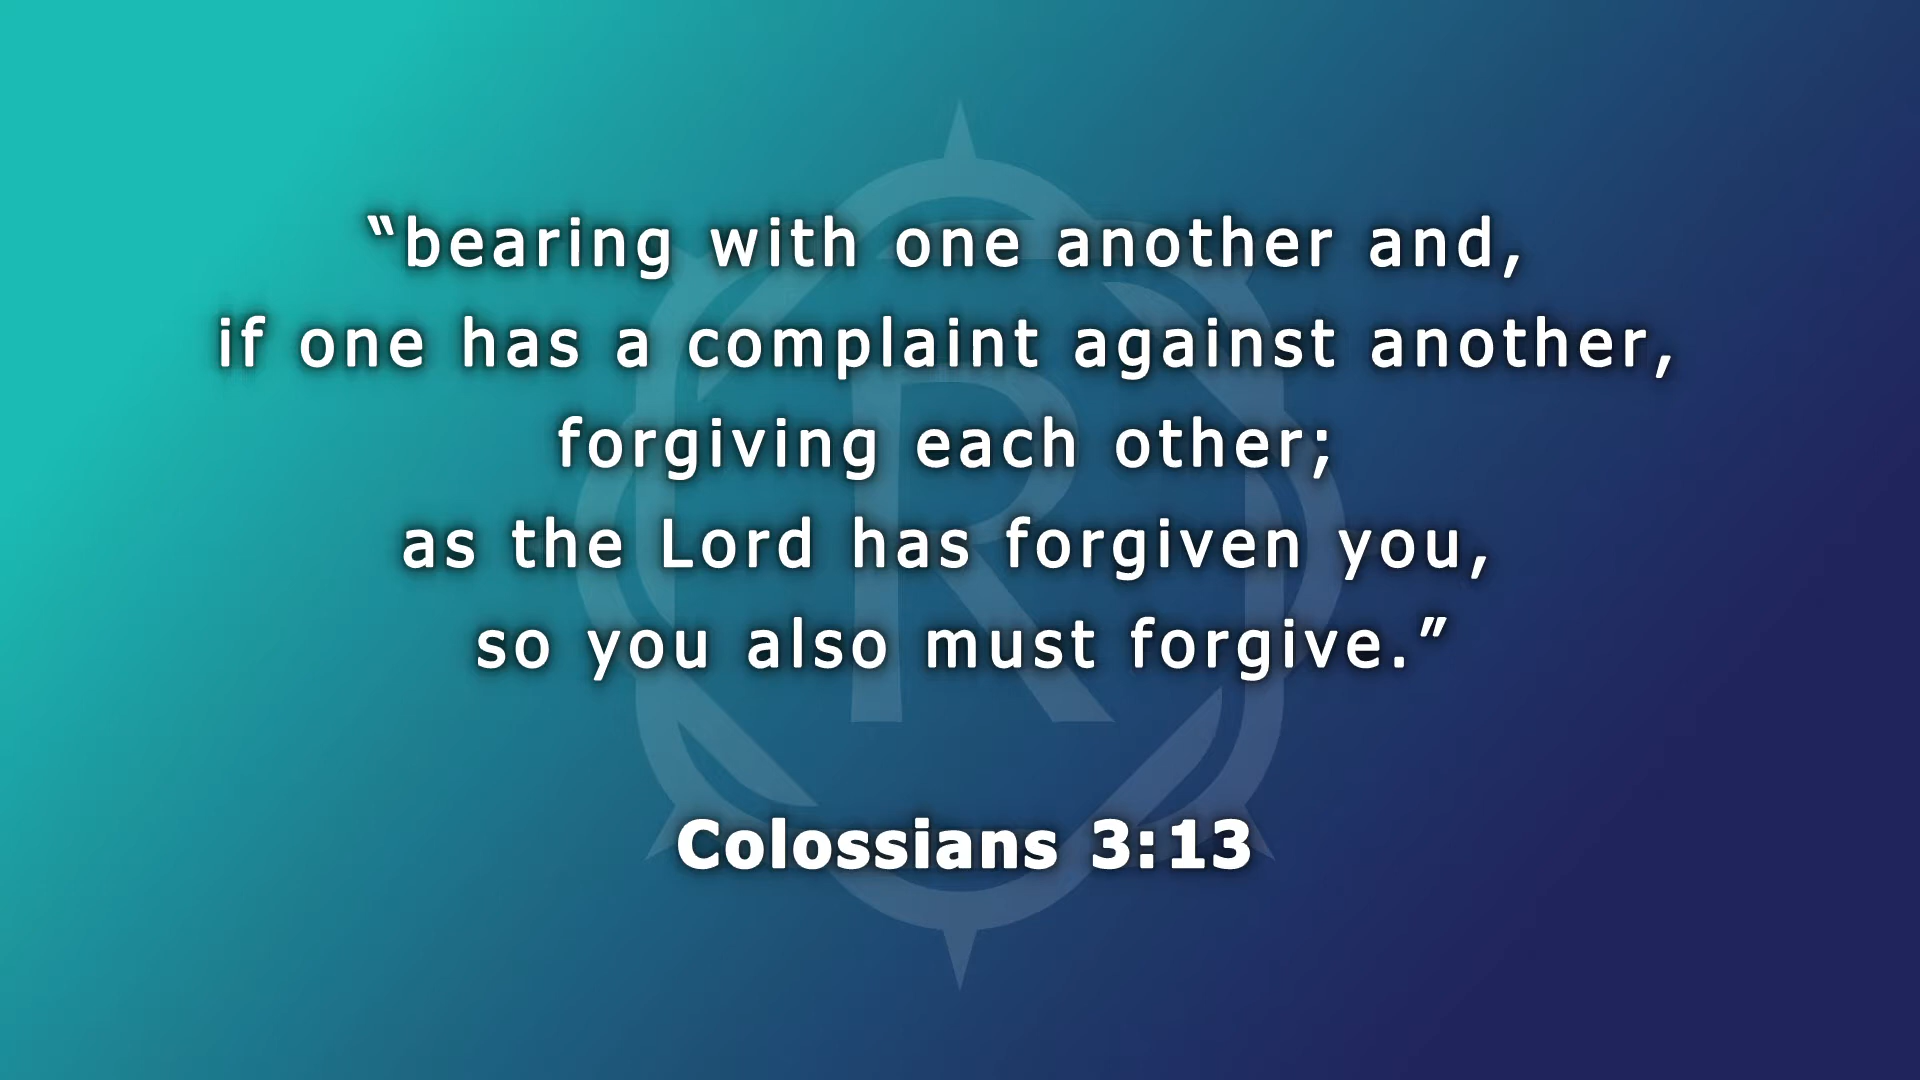 “bearing with one another and,
if one has a complaint against another,
forgiving each other;
as the Lord has forgiven you,
so you also must forgive.”
Colossians 3:13
R